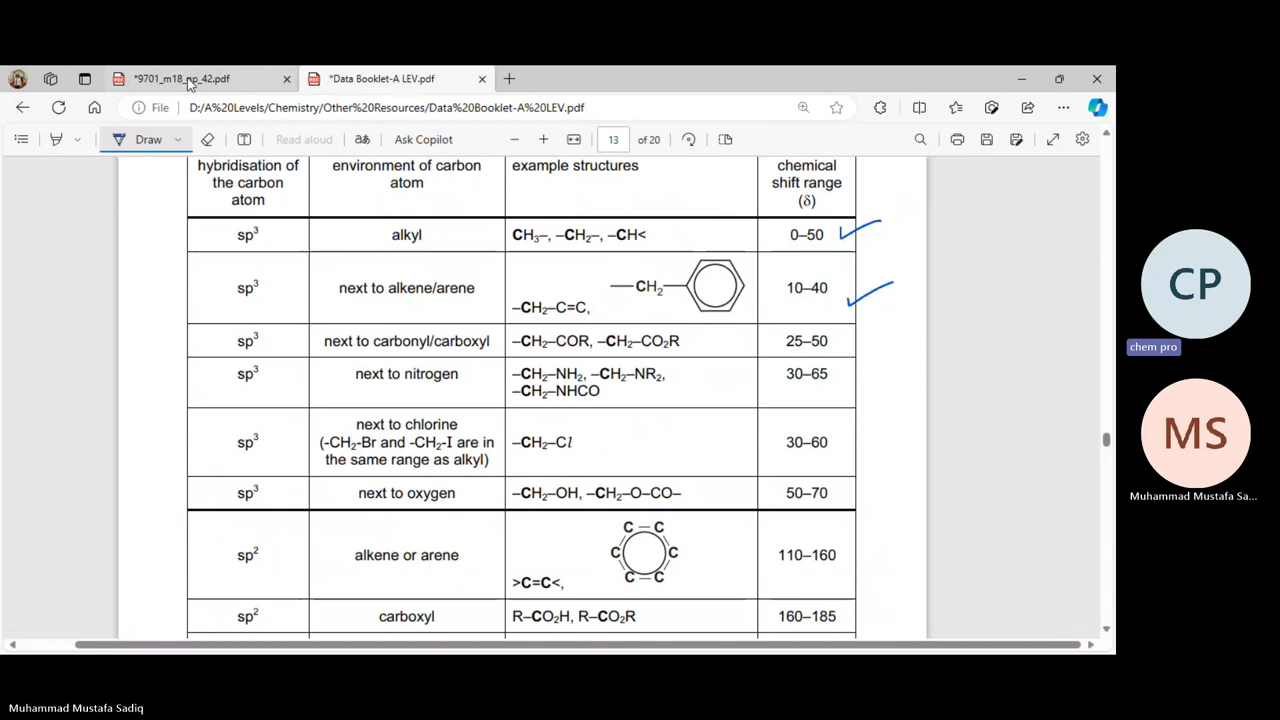 *9701_m18_qp_42.pdf
*Data Booklet-A LEV.pdf
File
D:/A%20Levels/Chemistry/Other%20Resources/Data%20Booklet-A%20LEV.pdf
Draw
Read aloud
Ask Copilot
13 of 20
hybridisation of the carbon atom
environment of carbon atom
example structures
chemical shift range (δ)
sp³
alkyl
CH₃–, –CH₂–, –CH<
0–50
sp³
next to alkene/arene
–CH₂–C=C, —CH₂—
10–40
sp³
next to carbonyl/carboxyl
–CH₂–COR, –CH₂–CO₂R
25–50
sp³
next to nitrogen
–CH₂–NH₂, –CH₂–NR₂,
–CH₂–NHCO
30–65
sp³
next to chlorine
(-CH₂-Br and -CH₂-I are in
the same range as alkyl)
–CH₂–Cl
30–60
sp³
next to oxygen
–CH₂–OH, –CH₂–O–CO–
50–70
sp²
alkene or arene
C C
C C
C C
>C=C<,
110–160
sp²
carboxyl
R–CO₂H, R–CO₂R
160–185
CP
chem pro
MS
Muhammad Mustafa Sa...
Muhammad Mustafa Sadiq